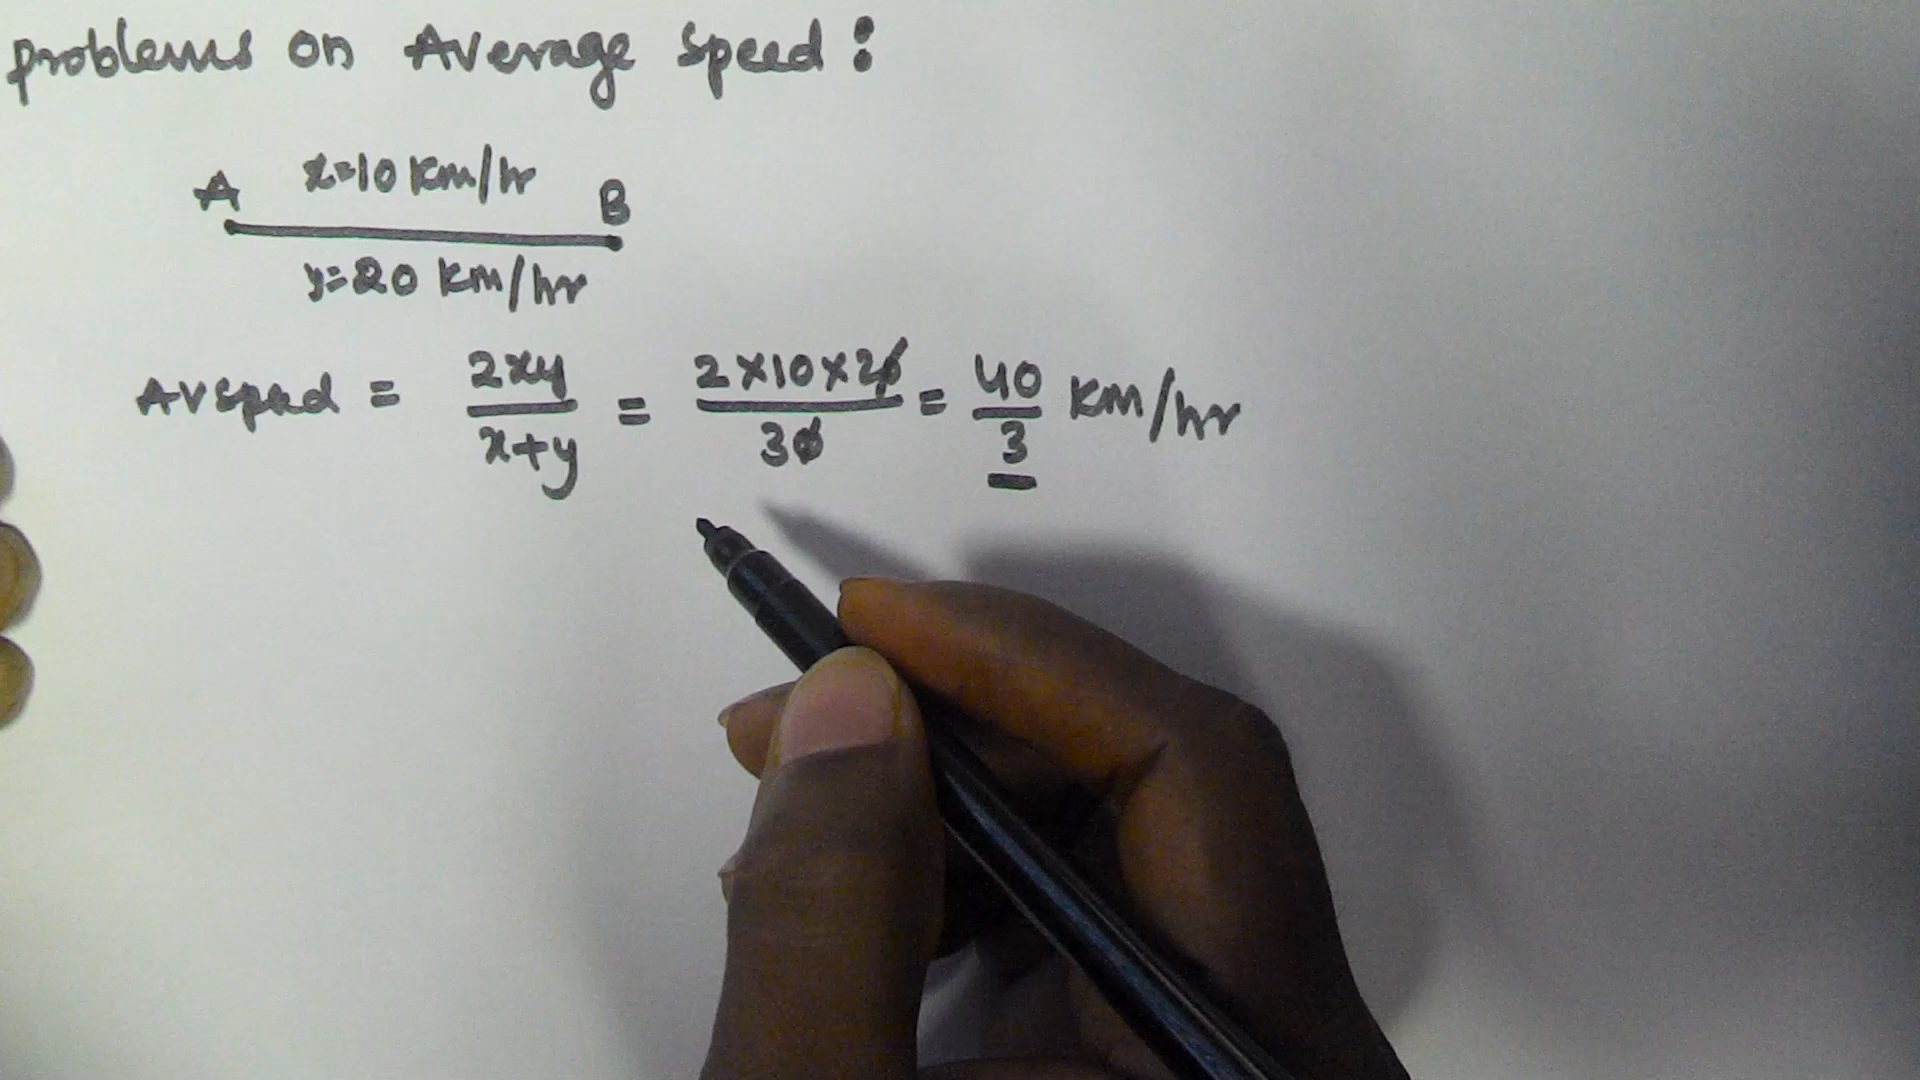 problems on Average Speed :
A x=10 Km/hr B
y=20 Km/hr
AVspeed = 2xy/x+y = 2×10×20/30 = 40/3 Km/hr